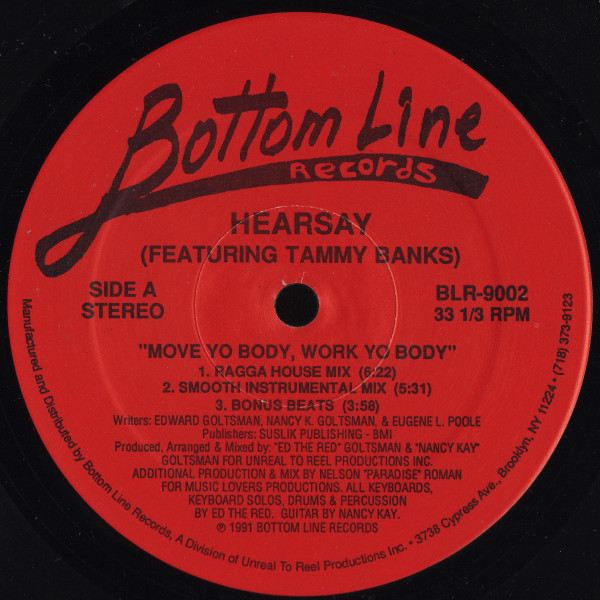 Bottom Line
Records
HEARSAY
(FEATURING TAMMY BANKS)
SIDE A
STEREO
BLR-9002
33 1/3 RPM
"MOVE YO BODY, WORK YO BODY"
1. RAGGA HOUSE MIX (6:22)
2. SMOOTH INSTRUMENTAL MIX (5:31)
3. BONUS BEATS (3:58)
Writers: EDWARD GOLTSMAN, NANCY K. GOLTSMAN, & EUGENE L. POOLE
Publishers: SUSLIK PUBLISHING - BMI
Produced, Arranged & Mixed by: "ED THE RED" GOLTSMAN & "NANCY KAY"
GOLTSMAN FOR UNREAL TO REEL PRODUCTIONS INC.
ADDITIONAL PRODUCTION & MIX BY NELSON "PARADISE" ROMAN
FOR MUSIC LOVERS PRODUCTIONS. ALL KEYBOARDS,
KEYBOARD SOLOS, DRUMS & PERCUSSION
BY ED THE RED. GUITAR BY NANCY KAY.
℗ 1991 BOTTOM LINE RECORDS
Manufactured and Distributed by Bottom Line Records, A Division of Unreal To Reel Productions Inc. • 3738 Cypress Ave., Brooklyn, NY 11224 • (718) 373-9123